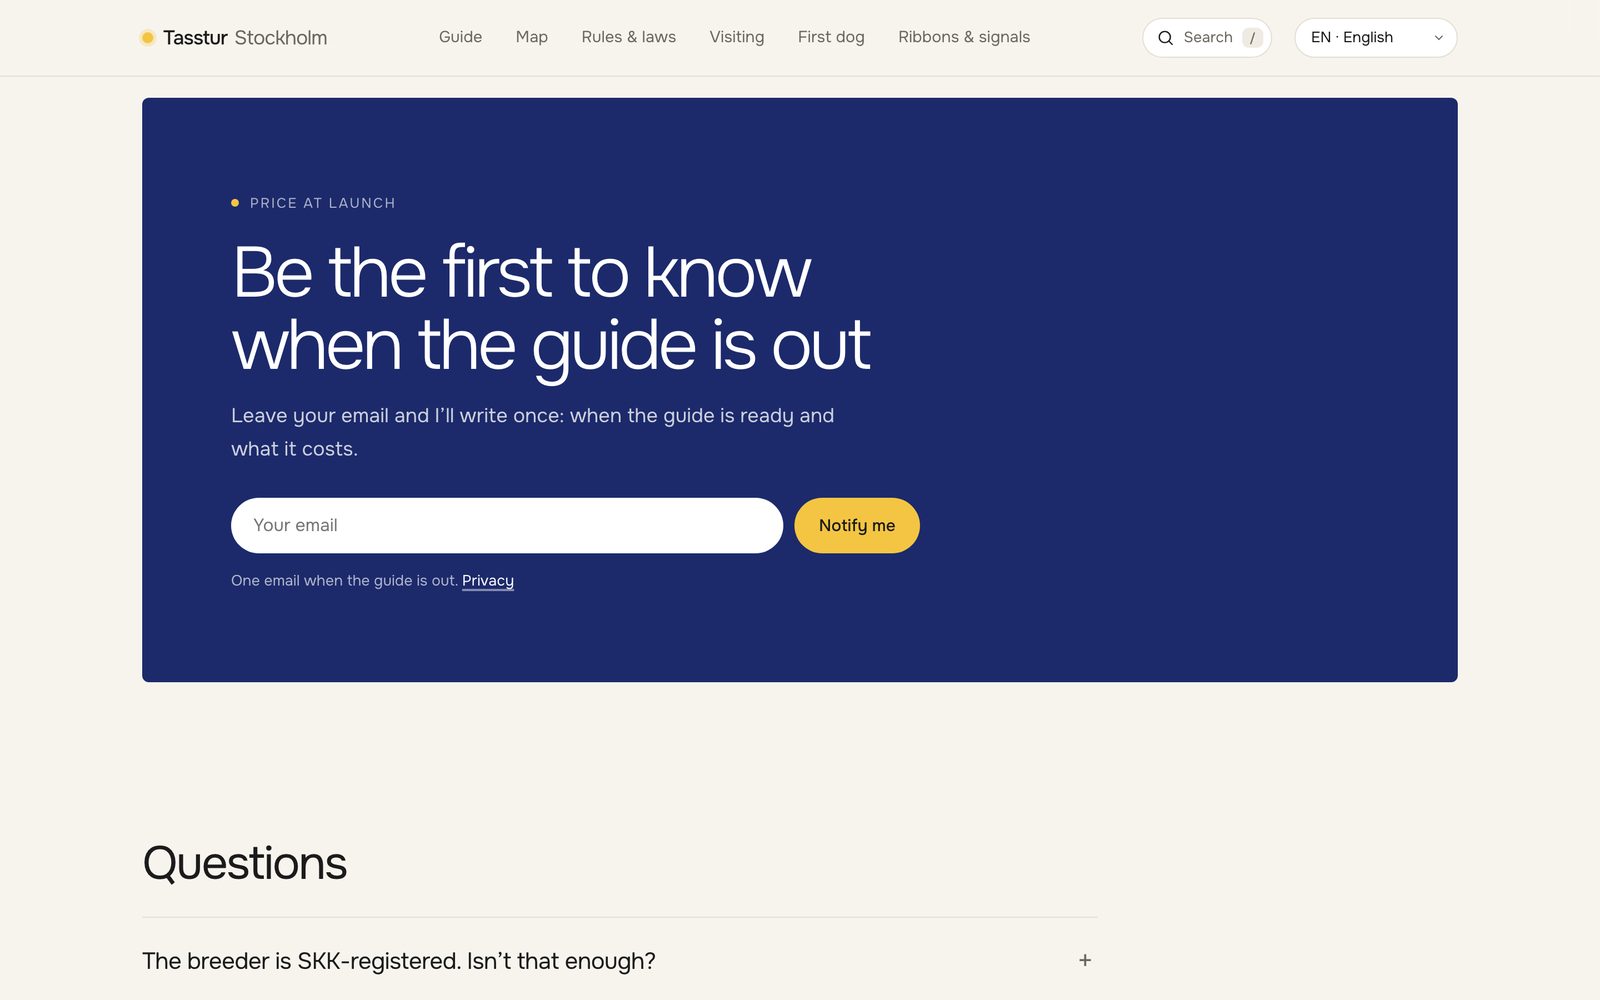 Tasstur Stockholm
Guide
Map
Rules & laws
Visiting
First dog
Ribbons & signals
Search /
EN · English
PRICE AT LAUNCH
Be the first to know
when the guide is out
Leave your email and I’ll write once: when the guide is ready and
what it costs.
Your email
Notify me
One email when the guide is out. Privacy
Questions
The breeder is SKK-registered. Isn’t that enough?
+